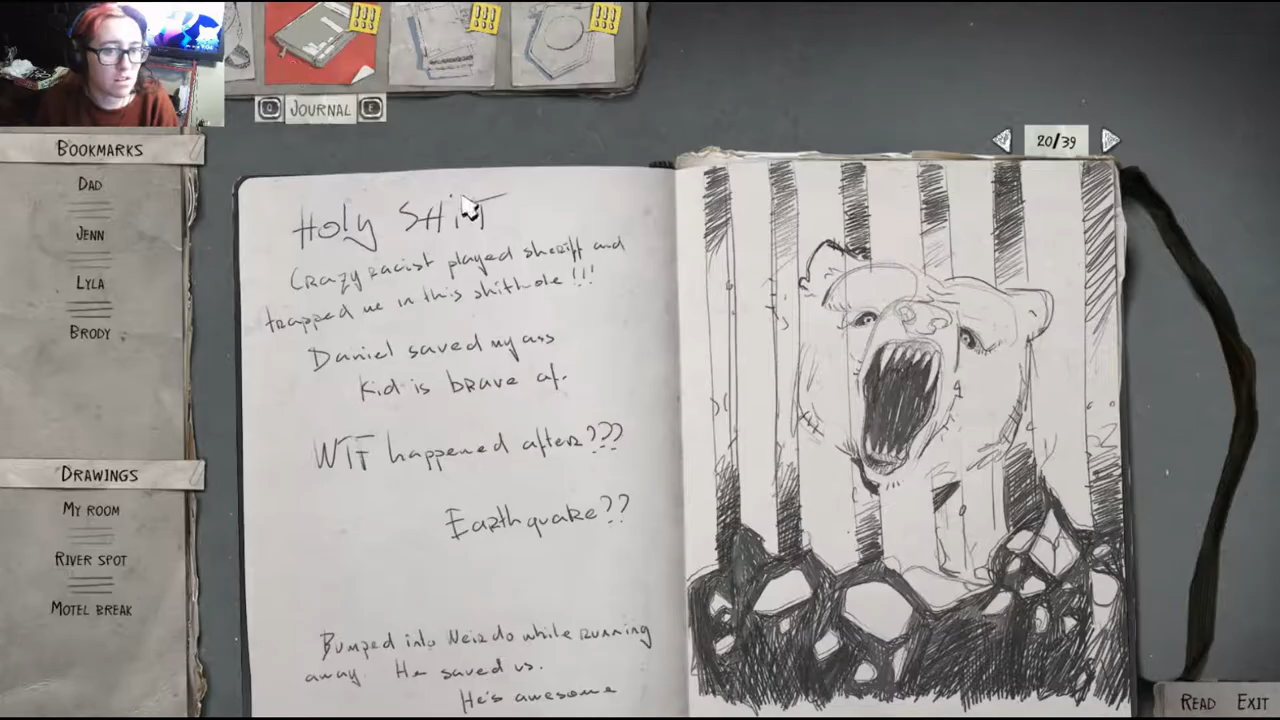 !!!
!!!
!!!
Q JOURNAL E
BOOKMARKS
DAD
JENN
LYLA
BRODY
DRAWINGS
MY ROOM
RIVER SPOT
MOTEL BREAK
20/39
Holy SHiT
Crazy racist played sheriff and
trapped me in this shithole!!!
Daniel saved my ass
Kid is brave af.
WTF happened after???
Earthquake??
Bumped into Weirdo while running
away. He saved us.
He's awesome
READ EXIT